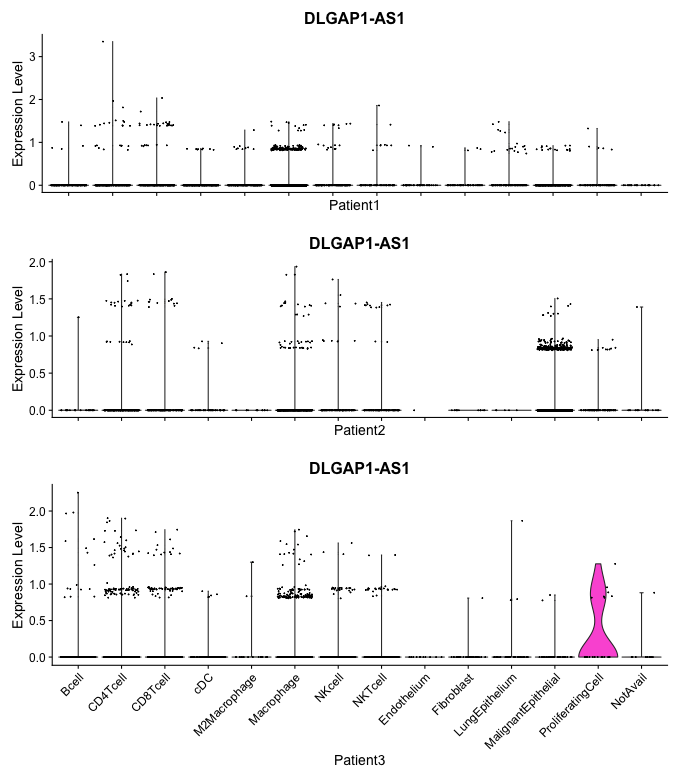 DLGAP1-AS1
Expression Level
3
2
1
0
Patient1
DLGAP1-AS1
Expression Level
2.0
1.5
1.0
0.5
0.0
Patient2
DLGAP1-AS1
Expression Level
2.0
1.5
1.0
0.5
0.0
Bcell
CD4Tcell
CD8Tcell
cDC
M2Macrophage
Macrophage
NKcell
NKTcell
Endothelium
Fibroblast
LungEpithelium
MalignantEpithelial
ProliferatingCell
NotAvail
Patient3